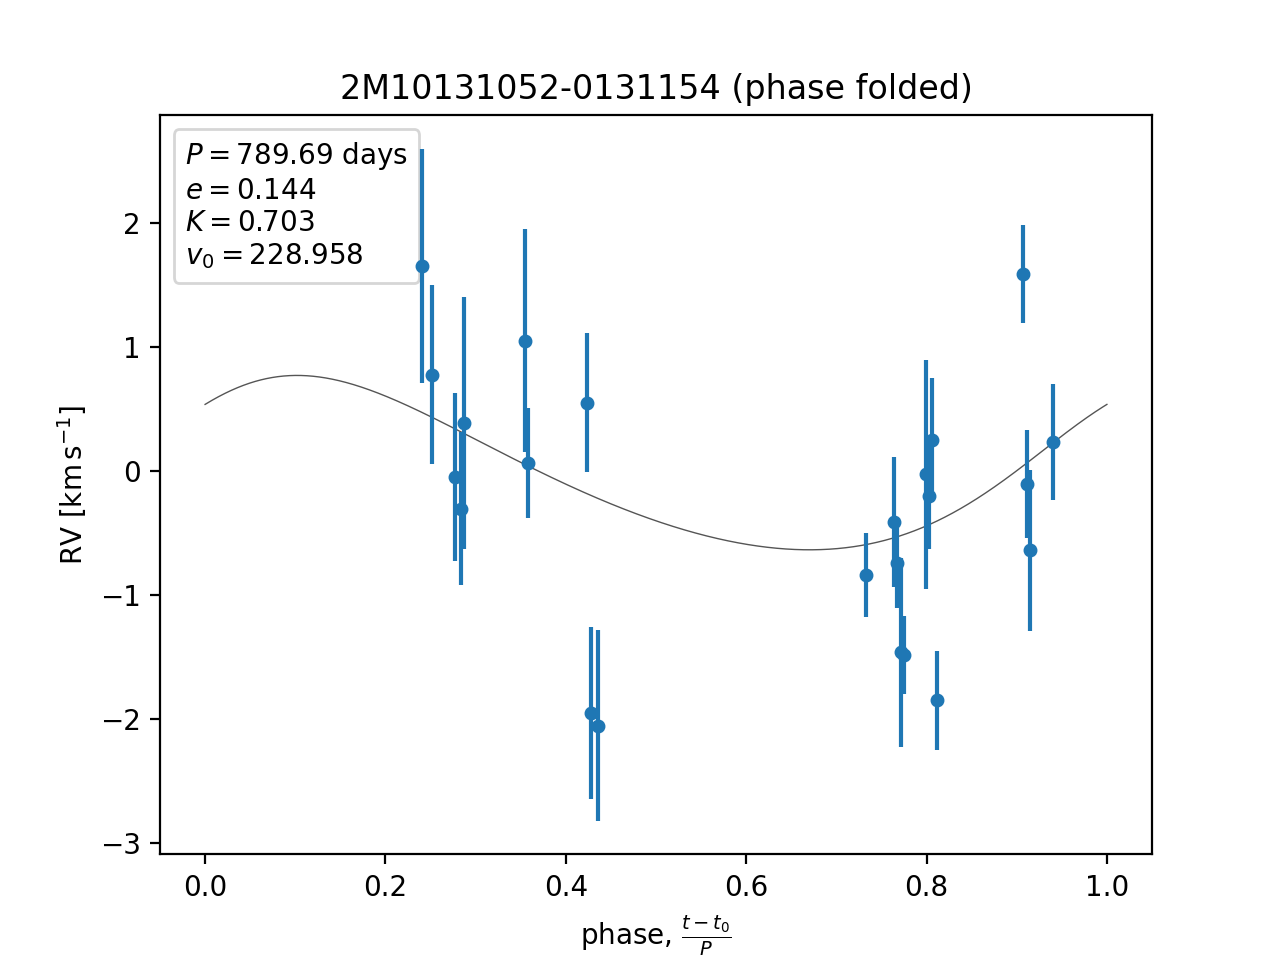 2M10131052-0131154 (phase folded)
P = 789.69 days
e = 0.144
K = 0.703
v₀ = 228.958
2
1
0
−1
−2
−3
RV [km s⁻¹]
0.0 0.2 0.4 0.6 0.8 1.0
phase, (t − t₀)/P